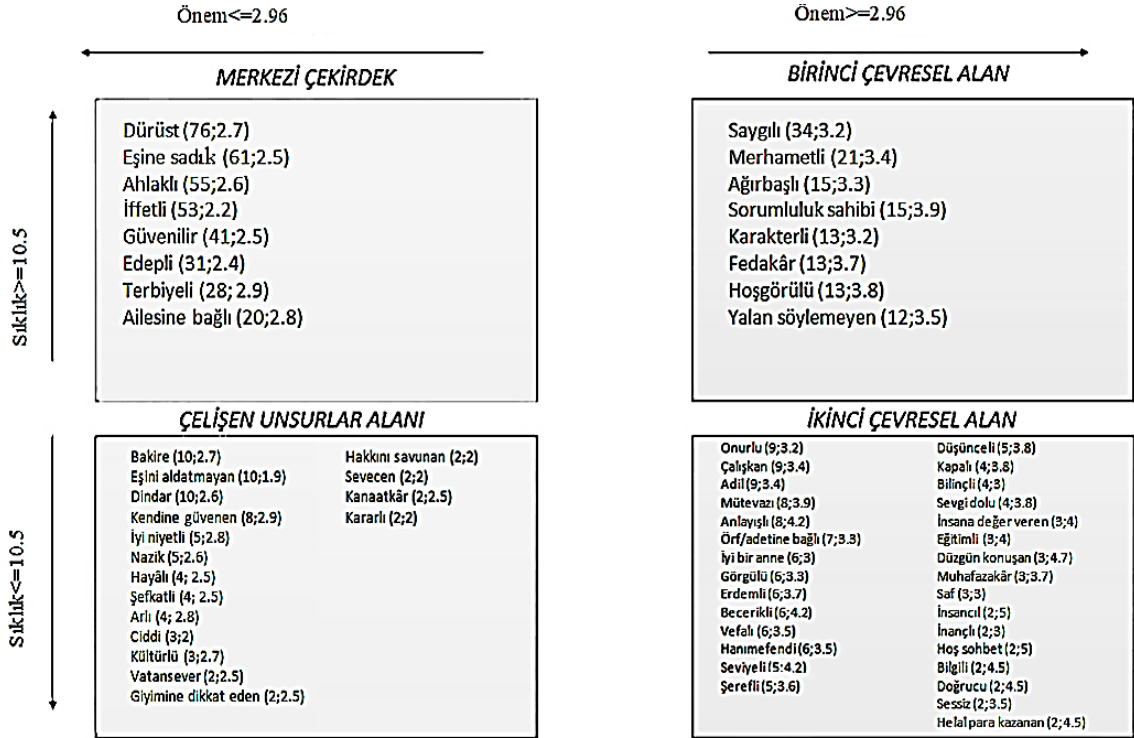 Önem<=2.96
Önem>=2.96
MERKEZİ ÇEKİRDEK
Sıklık>=10.5
Dürüst (76;2.7)
Eşine sadık (61;2.5)
Ahlaklı (55;2.6)
İffetli (53;2.2)
Güvenilir (41;2.5)
Edepli (31;2.4)
Terbiyeli (28; 2.9)
Ailesine bağlı (20;2.8)
BİRİNCİ ÇEVRESEL ALAN
Saygılı (34;3.2)
Merhametli (21;3.4)
Ağırbaşlı (15;3.3)
Sorumluluk sahibi (15;3.9)
Karakterli (13;3.2)
Fedakâr (13;3.7)
Hoşgörülü (13;3.8)
Yalan söylemeyen (12;3.5)
ÇELİŞEN UNSURLAR ALANI
Sıklık<=10.5
Bakire (10;2.7)
Eşini aldatmayan (10;1.9)
Dindar (10;2.6)
Kendine güvenen (8;2.9)
İyi niyetli (5;2.8)
Nazik (5;2.6)
Hayâlı (4; 2.5)
Şefkatli (4; 2.5)
Arlı (4; 2.8)
Ciddi (3;2)
Kültürlü (3;2.7)
Vatansever (2;2.5)
Giyimine dikkat eden (2;2.5)
Hakkını savunan (2;2)
Sevecen (2;2)
Kanaatkâr (2;2.5)
Kararlı (2;2)
İKİNCİ ÇEVRESEL ALAN
Onurlu (9;3.2)
Çalışkan (9;3.4)
Adil (9;3.4)
Mütevazı (8;3.9)
Anlayışlı (8;4.2)
Örf/adetine bağlı (7;3.3)
İyi bir anne (6;3)
Görgülü (6;3.3)
Erdemli (6;3.7)
Becerikli (6;4.2)
Vefalı (6;3.5)
Hanımefendi (6;3.5)
Seviyeli (5:4.2)
Şerefli (5;3.6)
Düşünceli (5;3.8)
Kapalı (4;3.8)
Bilinçli (4;3)
Sevgi dolu (4;3.8)
İnsana değer veren (3;4)
Eğitimli (3;4)
Düzgün konuşan (3;4.7)
Muhafazakâr (3;3.7)
Saf (3;3)
İnsancıl (2;5)
İnançlı (2;3)
Hoş sohbet (2;5)
Bilgili (2;4.5)
Doğrucu (2;4.5)
Sessiz (2;3.5)
Helal para kazanan (2;4.5)